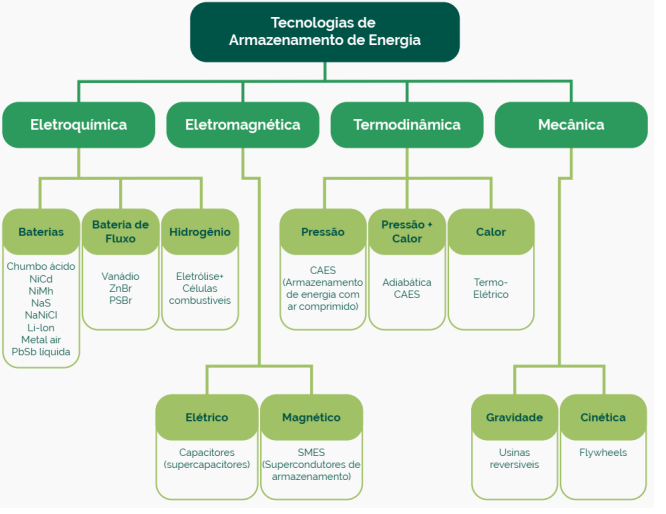 Tecnologias de
Armazenamento de Energia
Eletroquímica
Eletromagnética
Termodinâmica
Mecânica
Baterias
Chumbo ácido
NiCd
NiMh
NaS
NaNiCl
Li-Ion
Metal air
PbSb líquida
Bateria de
Fluxo
Vanádio
ZnBr
PSBr
Hidrogênio
Eletrólise+
Células
combustiveis
Pressão
CAES
(Armazenamento
de energia com
ar comprimido)
Pressão +
Calor
Adiabática
CAES
Calor
Termo-
Elétrico
Elétrico
Capacitores
(supercapacitores)
Magnético
SMES
(Supercondutores de
armazenamento)
Gravidade
Usinas
reversiveis
Cinética
Flywheels